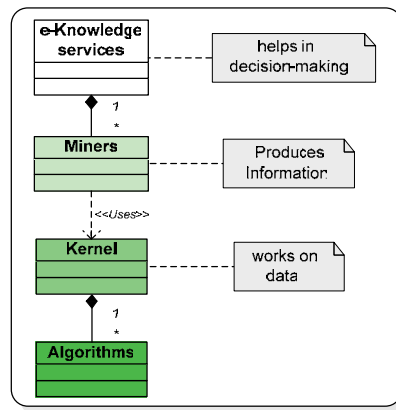 e-Knowledge
services
helps in
decision-making
1
*
Miners
Produces
Information
<<Uses>>
Kernel
works on
data
1
*
Algorithms